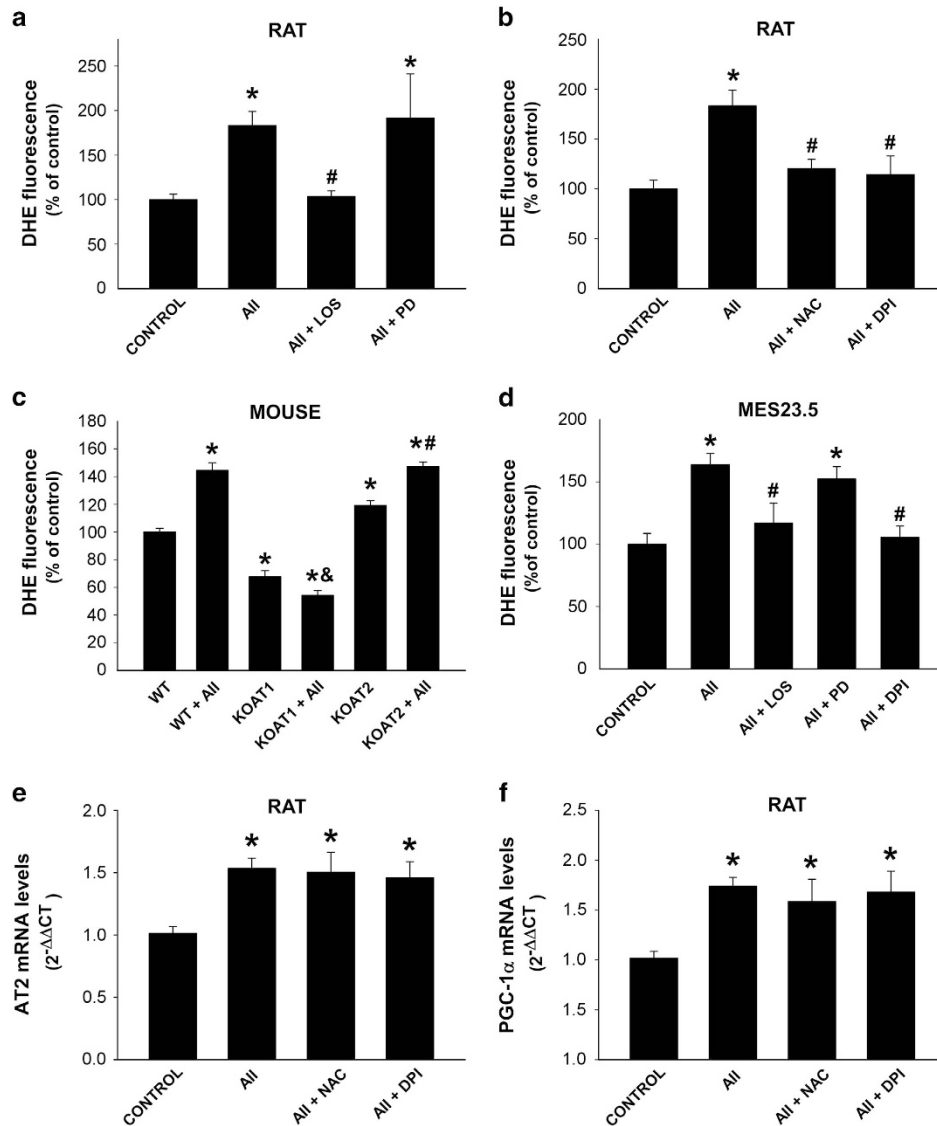 a
RAT
DHE fluorescence
(% of control)
250
200
150
100
50
0
*
#
*
CONTROL
AII
AII + LOS
AII + PD
b
RAT
DHE fluorescence
(% of control)
250
200
150
100
50
0
*
#
#
CONTROL
AII
AII + NAC
AII + DPI
c
MOUSE
DHE fluorescence
(% of control)
180
160
140
120
100
80
60
40
20
0
*
*
*&
*
*#
WT
WT + AII
KOAT1
KOAT1 + AII
KOAT2
KOAT2 + AII
d
MES23.5
DHE fluorescence
(%of control)
200
150
100
50
0
*
#
*
#
CONTROL
AII
AII + LOS
AII + PD
AII + DPI
e
RAT
AT2 mRNA levels
(2-ΔΔCT)
2.0
1.5
1.0
0.5
0.0
*
*
*
CONTROL
AII
AII + NAC
AII + DPI
f
RAT
PGC-1α mRNA levels
(2-ΔΔCT)
2.5
2.0
1.5
1.0
1.0
*
*
*
CONTROL
AII
AII + NAC
AII + DPI